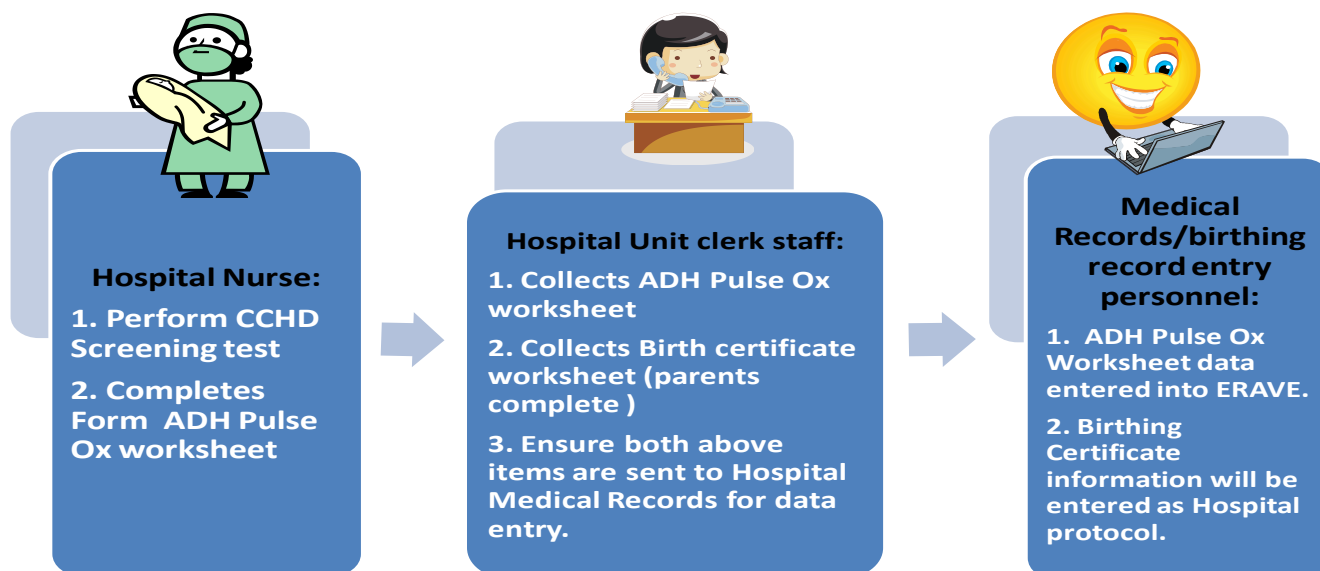 Hospital Nurse:
1. Perform CCHD
Screening test
2. Completes
Form  ADH Pulse
Ox worksheet
Hospital Unit clerk staff:
1. Collects ADH Pulse Ox
worksheet
2. Collects Birth certificate
worksheet (parents
complete )
3. Ensure both above
items are sent to Hospital
Medical Records for data
entry.
Medical
Records/birthing
record entry
personnel:
1.  ADH Pulse Ox
Worksheet data
entered into ERAVE.
2. Birthing
Certificate
information will be
entered as Hospital
protocol.